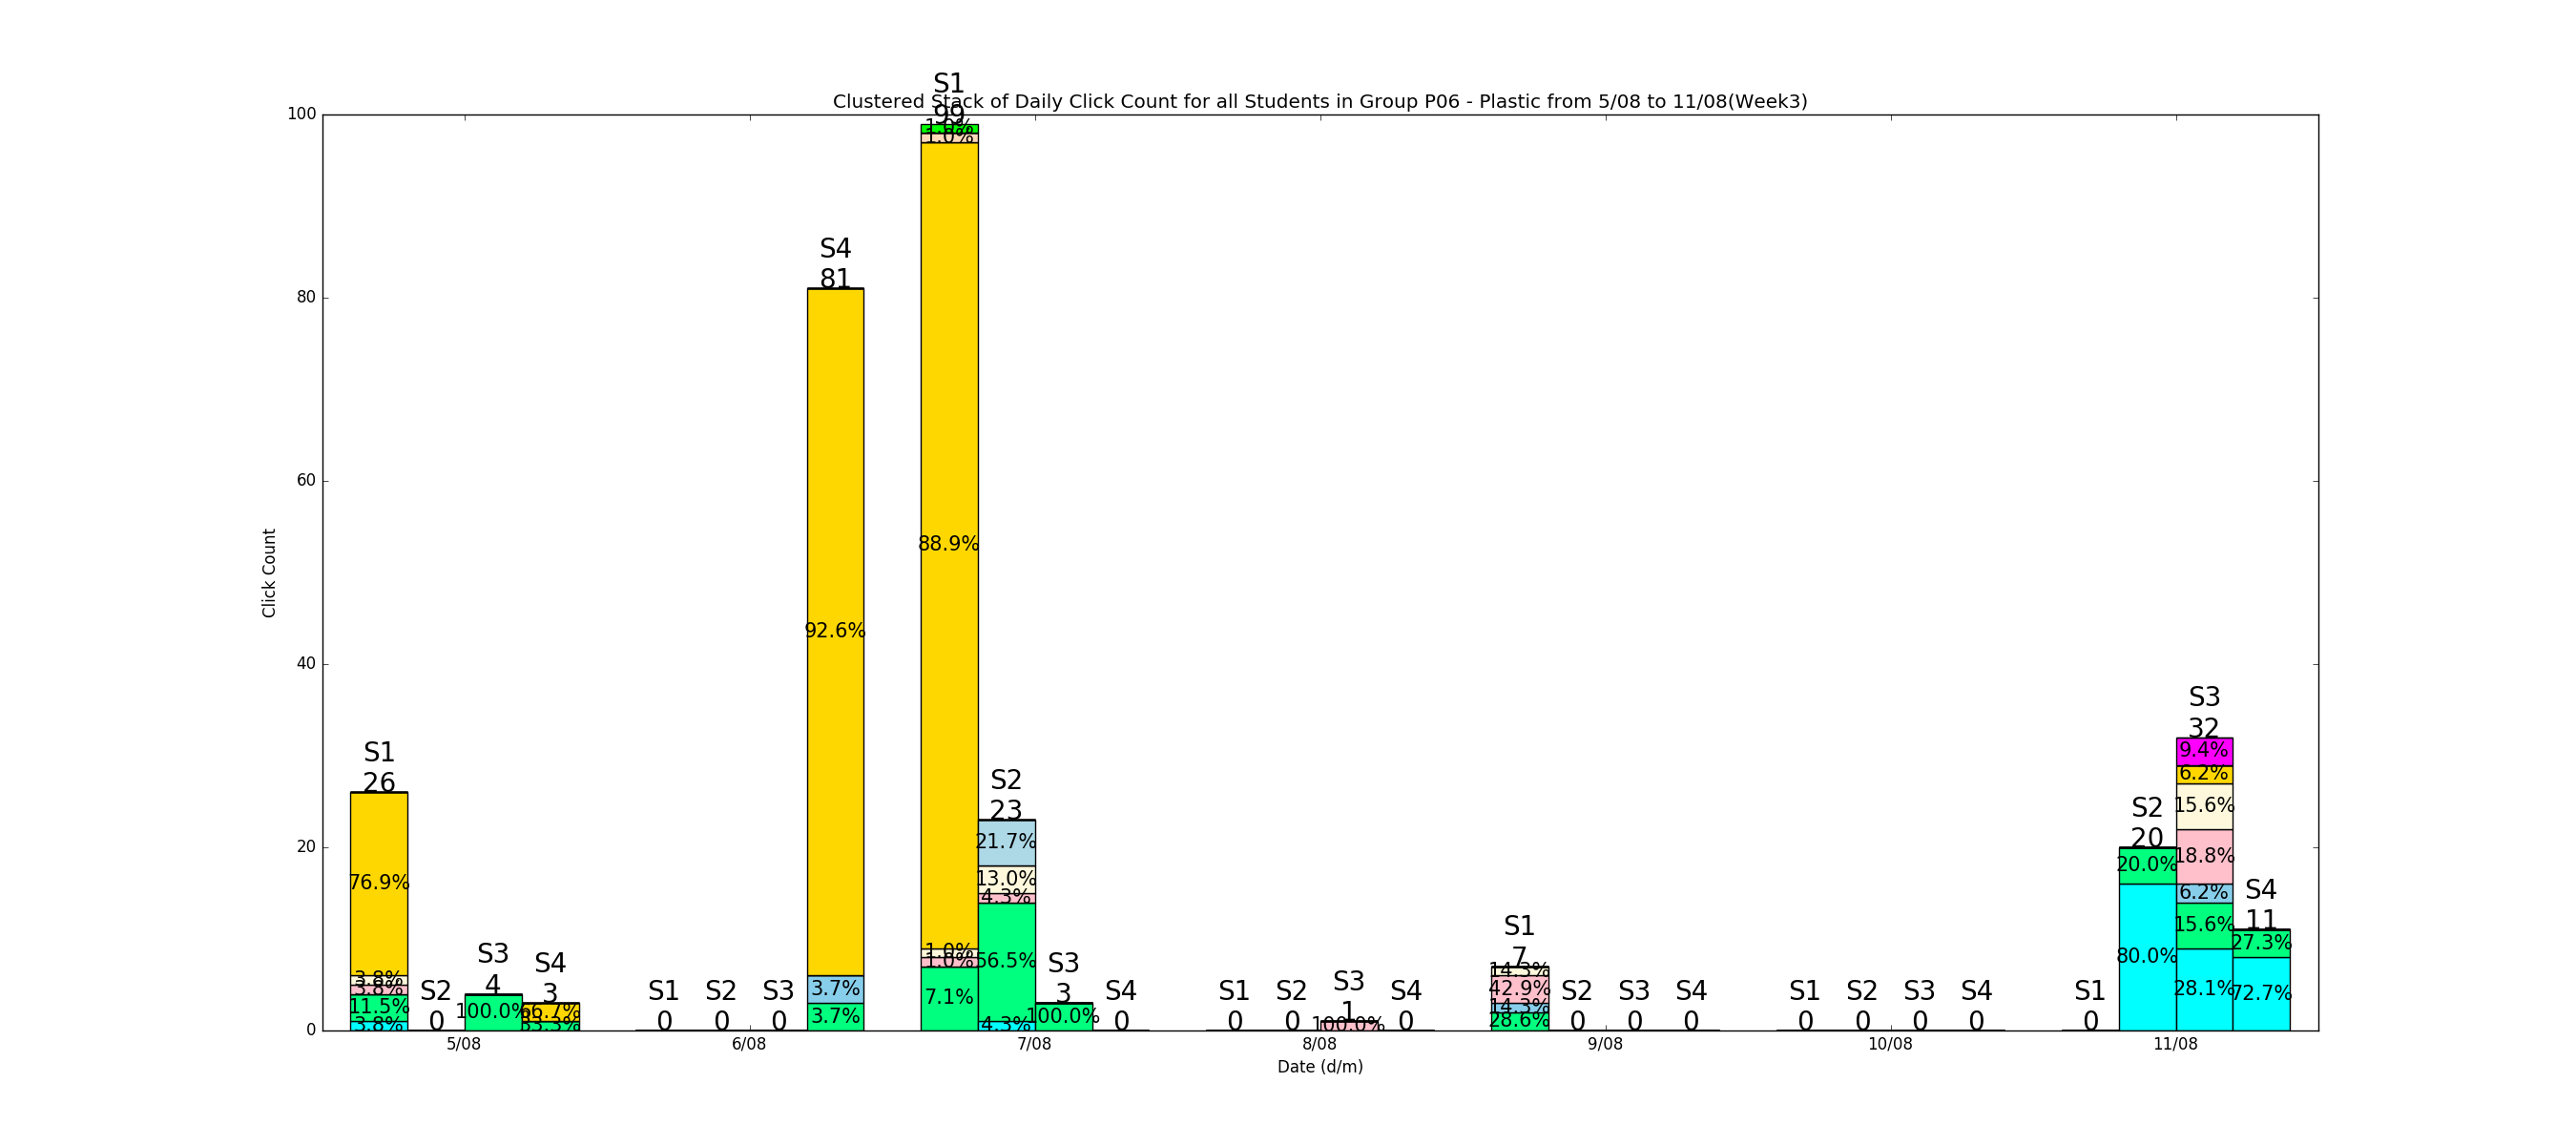 Clustered Stack of Daily Click Count for all Students in Group P06 - Plastic from 5/08 to 11/08(Week3)
Click Count
100
80
60
40
20
0
S1
26
76.9%
3.8%
3.8%
11.5%
3.8%
S2
0
S3
4
100.0%
S4
3
66.7%
33.3%
S1
0
S2
0
S3
0
S4
81
92.6%
3.7%
3.7%
S1
99
1.0%
1.0%
88.9%
1.0%
1.0%
7.1%
S2
23
21.7%
13.0%
4.3%
56.5%
4.3%
S3
3
100.0%
S4
0
S1
0
S2
0
S3
1
100.0%
S4
0
S1
7
14.3%
42.9%
14.3%
28.6%
S2
0
S3
0
S4
0
S1
0
S2
0
S3
0
S4
0
S1
0
S2
20
20.0%
80.0%
S3
32
9.4%
6.2%
15.6%
18.8%
6.2%
15.6%
28.1%
S4
11
27.3%
72.7%
5/08
6/08
7/08
8/08
9/08
10/08
11/08
Date (d/m)